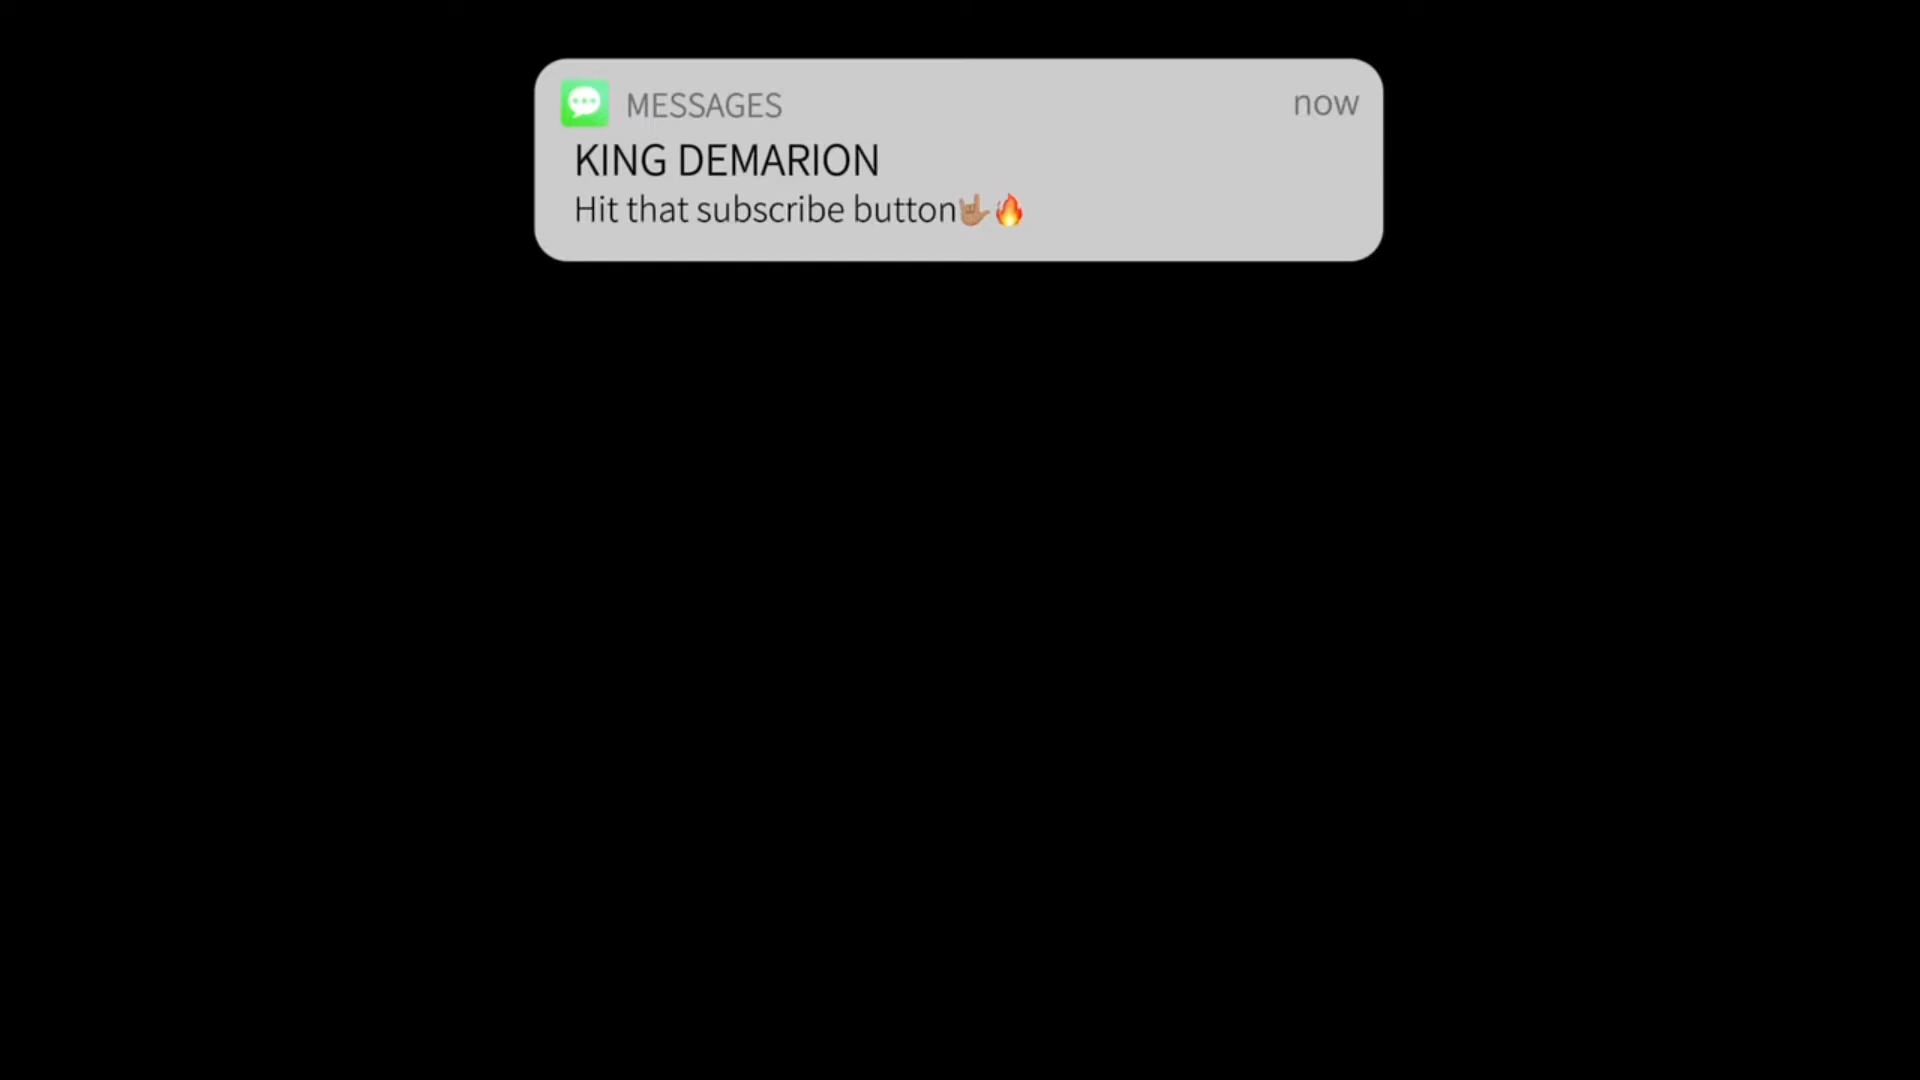 MESSAGES now
KING DEMARION
Hit that subscribe button🤟🏽🔥